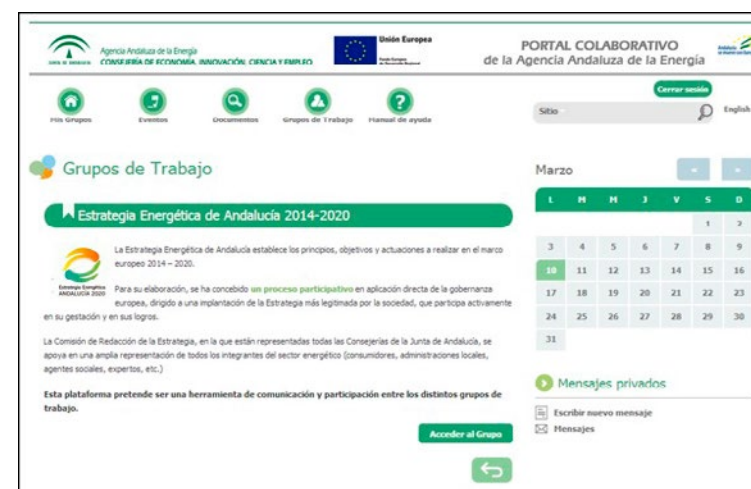 Agencia Andaluza de la Energía
CONSEJERÍA DE ECONOMÍA, INNOVACIÓN, CIENCIA Y EMPLEO
Unión Europea
PORTAL COLABORATIVO
de la Agencia Andaluza de la Energía
Cerrar sesión
Sitio
English
Mis Grupos
Eventos
Documentos
Grupos de Trabajo
Manual de ayuda
Grupos de Trabajo
Estrategia Energética de Andalucía 2014-2020
La Estrategia Energética de Andalucía establece los principios, objetivos y actuaciones a realizar en el marco
europeo 2014 – 2020.
Estrategia Energética
ANDALUCÍA 2020
Para su elaboración, se ha concebido un proceso participativo en aplicación directa de la gobernanza
europea, dirigido a una implantación de la Estrategia más legitimada por la sociedad, que participa activamente
en su gestación y en sus logros.
La Comisión de Redacción de la Estrategia, en la que están representadas todas las Consejerías de la Junta de Andalucía, se
apoya en una amplia representación de todos los integrantes del sector energético (consumidores, administraciones locales,
agentes sociales, expertos, etc.)
Esta plataforma pretende ser una herramienta de comunicación y participación entre los distintos grupos de
trabajo.
Acceder al Grupo
Marzo
L M M J V S D
1 2
3 4 5 6 7 8 9
10 11 12 13 14 15 16
17 18 19 20 21 22 23
24 25 26 27 28 29 30
31
Mensajes privados
Escribir nuevo mensaje
Mensajes